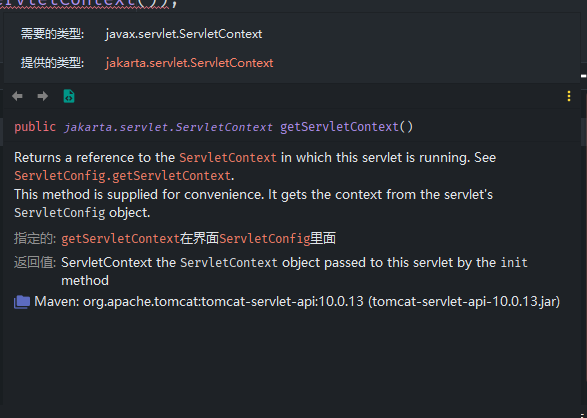 ervletContext());
需要的类型: javax.servlet.ServletContext
提供的类型: jakarta.servlet.ServletContext
public jakarta.servlet.ServletContext getServletContext()
Returns a reference to the ServletContext in which this servlet is running. See
ServletConfig.getServletContext.
This method is supplied for convenience. It gets the context from the servlet's
ServletConfig object.
指定的: getServletContext在界面ServletConfig里面
返回值: ServletContext the ServletContext object passed to this servlet by the init
method
Maven: org.apache.tomcat:tomcat-servlet-api:10.0.13 (tomcat-servlet-api-10.0.13.jar)